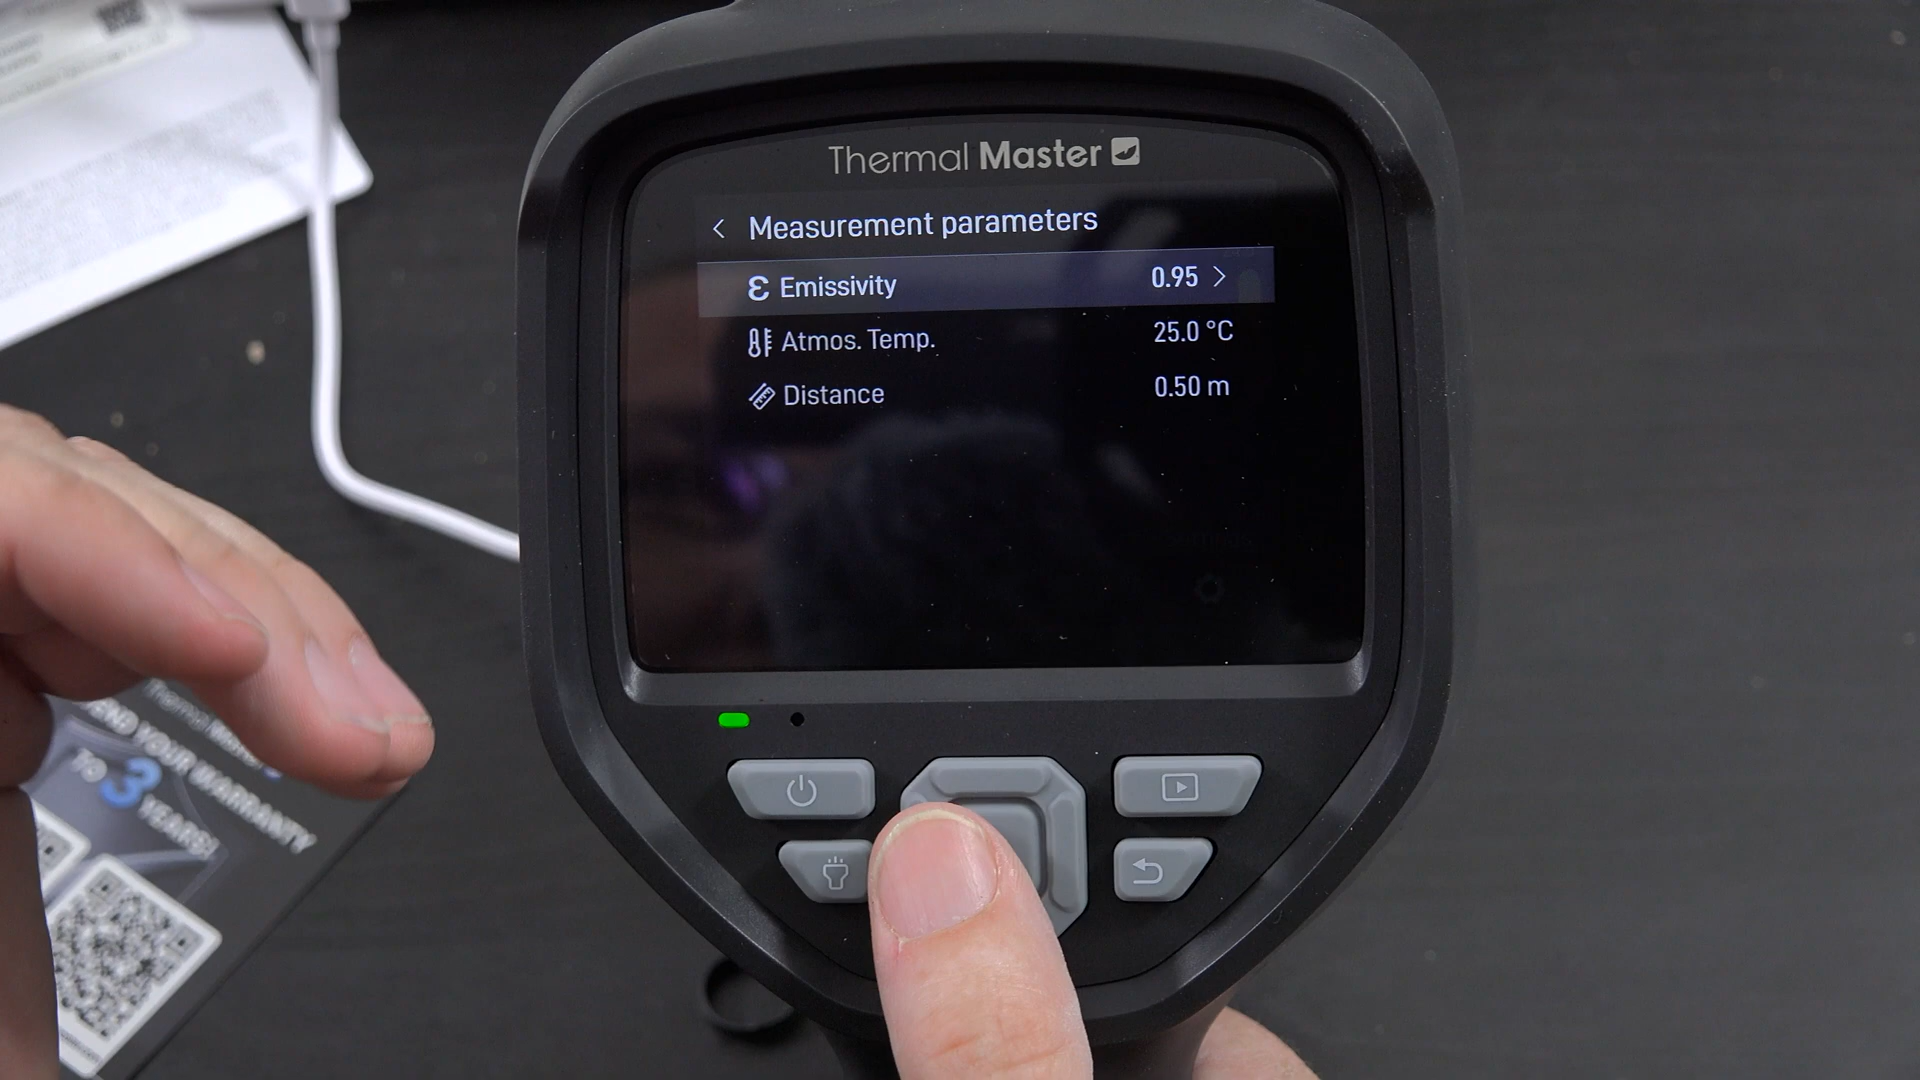 Thermal Master
Measurement parameters
ε Emissivity 0.95
Atmos. Temp. 25.0 °C
Distance 0.50 m
YOUR WARRANTY
TO 3 YEARS!